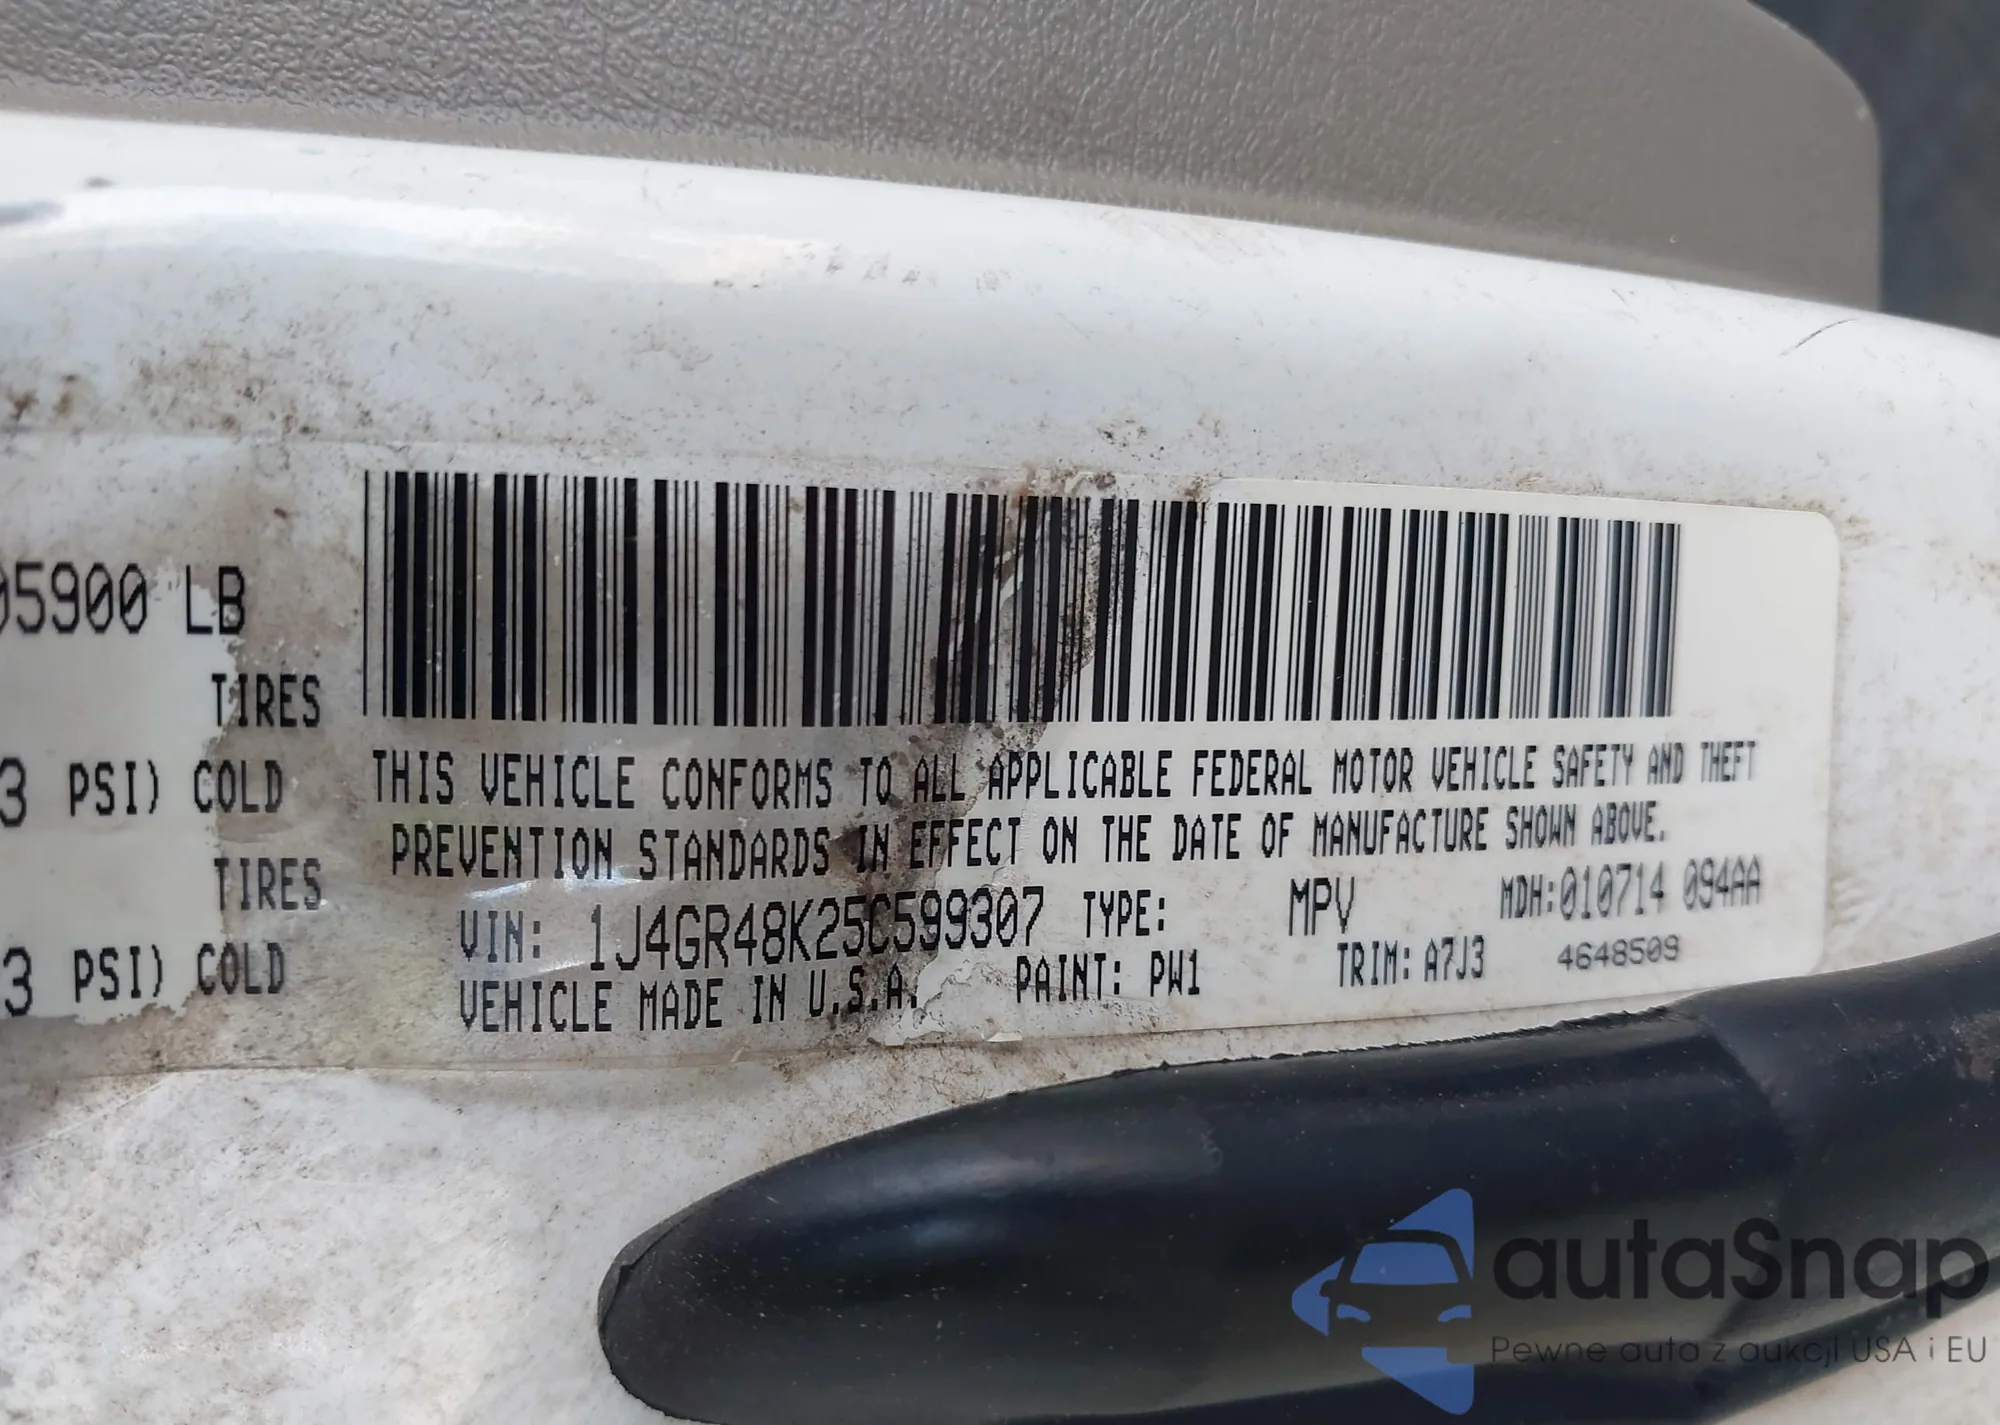 05900 LB
TIRES
3 PSI) COLD
TIRES
3 PSI) COLD
THIS VEHICLE CONFORMS TO ALL APPLICABLE FEDERAL MOTOR VEHICLE SAFETY AND THEFT
PREVENTION STANDARDS IN EFFECT ON THE DATE OF MANUFACTURE SHOWN ABOVE.
VIN: 1J4GR48K25C599307 TYPE: MPV MDH:010714 094AA
VEHICLE MADE IN U.S.A. PAINT: PW1 TRIM: A7J3 4648509
autaSnap
Pewne auta z aukcji USA i EU